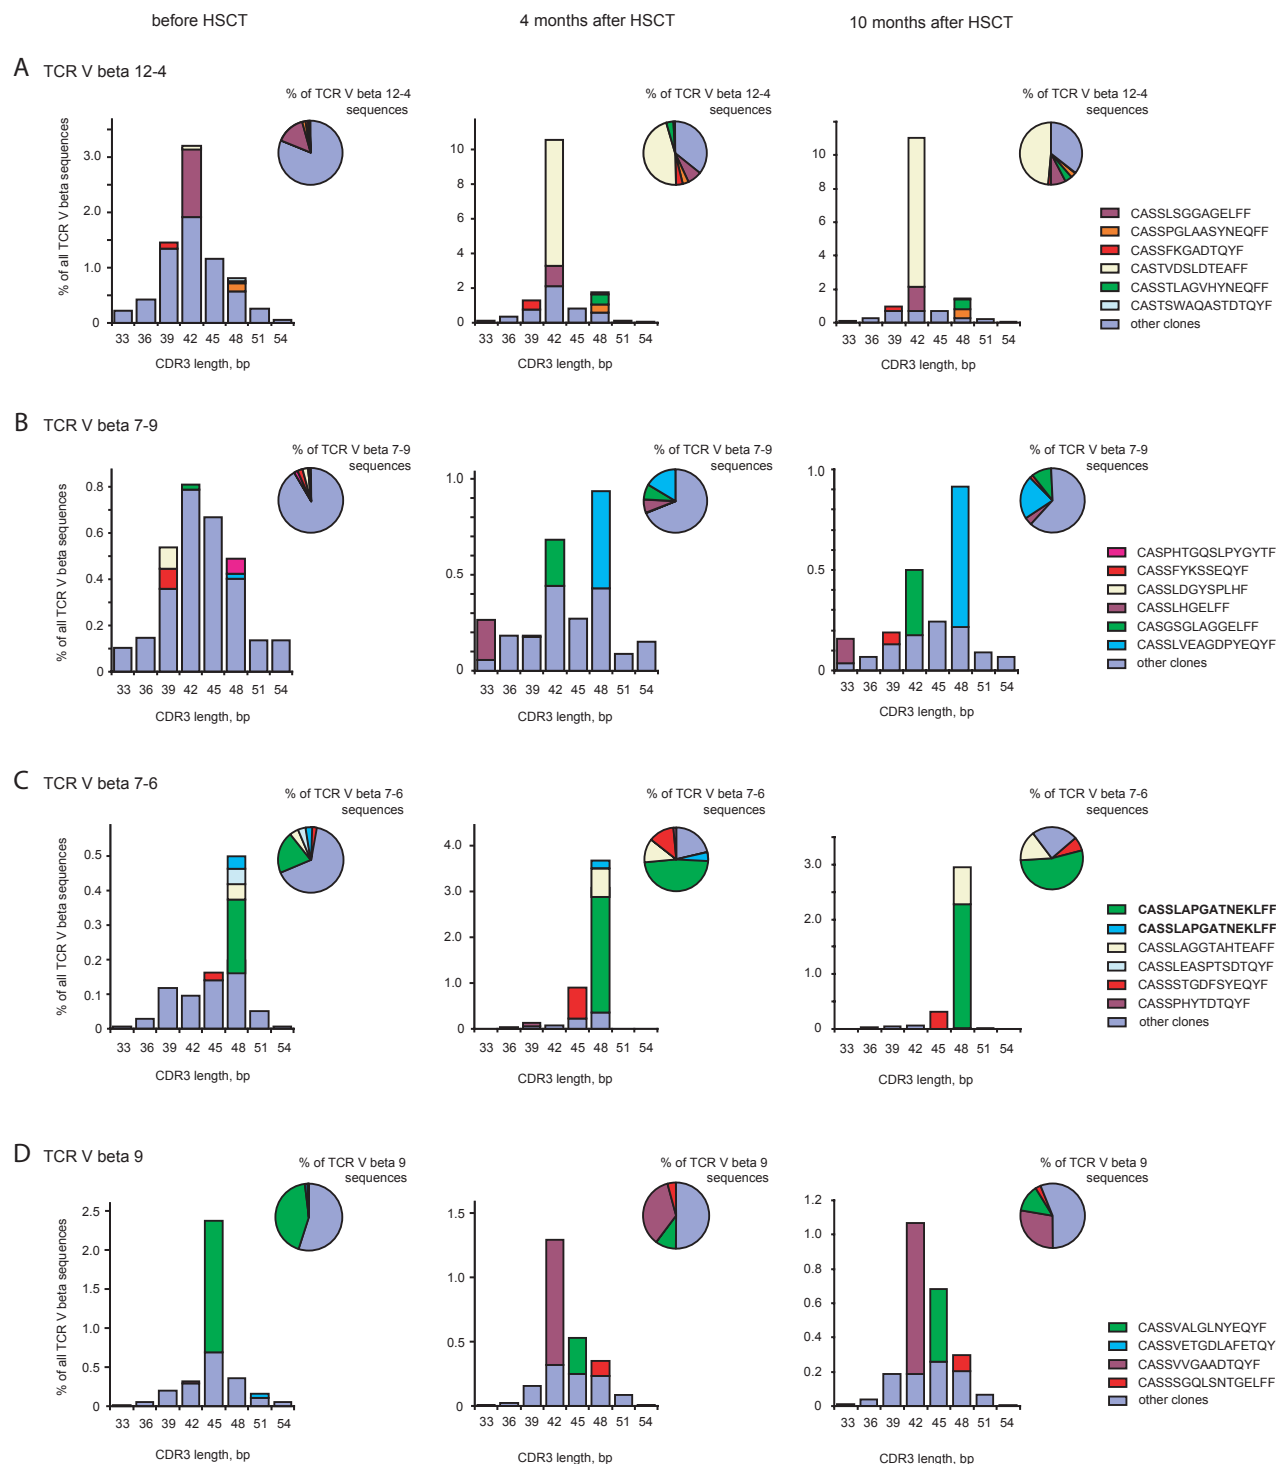 before HSCT
4 months after HSCT
10 months after HSCT
A TCR V beta 12-4
% of TCR V beta 12-4
sequences
% of TCR V beta 12-4
sequences
% of TCR V beta 12-4
sequences
% of all TCR V beta sequences
3.0
2.0
1.0
0
33 36 39 42 45 48 51 54
CDR3 length, bp
10
8
6
4
2
0
33 36 39 42 45 48 51 54
CDR3 length, bp
10
8
6
4
2
0
33 36 39 42 45 48 51 54
CDR3 length, bp
CASSLSGGAGELFF
CASSPGLAASYNEQFF
CASSFKGADTQYF
CASTVDSLDTEAFF
CASSTLAGVHYNEQFF
CASTSWAQASTDTQYF
other clones
B TCR V beta 7-9
% of TCR V beta 7-9
sequences
% of TCR V beta 7-9
sequences
% of TCR V beta 7-9
sequences
% of all TCR V beta sequences
0.8
0.6
0.4
0.2
0
33 36 39 42 45 48 51 54
CDR3 length, bp
1.0
0.5
0
33 36 39 42 45 48 51 54
CDR3 length, bp
1.0
0.5
0
33 36 39 42 45 48 51 54
CDR3 length, bp
CASPHTGQSLPYGYTF
CASSFYKSSEQYF
CASSLDGYSPLHF
CASSLHGELFF
CASGSGLAGGELFF
CASSLVEAGDPYEQYF
other clones
C TCR V beta 7-6
% of TCR V beta 7-6
sequences
% of TCR V beta 7-6
sequences
% of TCR V beta 7-6
sequences
% of all TCR V beta sequences
0.5
0.4
0.3
0.2
0.1
0
33 36 39 42 45 48 51 54
CDR3 length, bp
4.0
3.0
2.0
1.0
0
33 36 39 42 45 48 51 54
CDR3 length, bp
3.0
2.0
1.0
0
33 36 39 42 45 48 51 54
CDR3 length, bp
CASSLAPGATNEKLFF
CASSLAPGATNEKLFF
CASSLAGGTAHTEAFF
CASSLEASPTSDTQYF
CASSSTGDFSYEQYF
CASSPHYTDTQYF
other clones
D TCR V beta 9
% of TCR V beta 9
sequences
% of TCR V beta 9
sequences
% of TCR V beta 9
sequences
% of all TCR V beta sequences
2.5
2.0
1.5
1.0
0.5
0
33 36 39 42 45 48 51 54
CDR3 length, bp
1.5
1.0
0.5
0
33 36 39 42 45 48 51 54
CDR3 length, bp
1.2
1.0
0.8
0.6
0.4
0.2
0
33 36 39 42 45 48 51 54
CDR3 length, bp
CASSVALGLNYEQYF
CASSVETGDLAFETQY
CASSVVGAADTQYF
CASSSGQLSNTGELFF
other clones